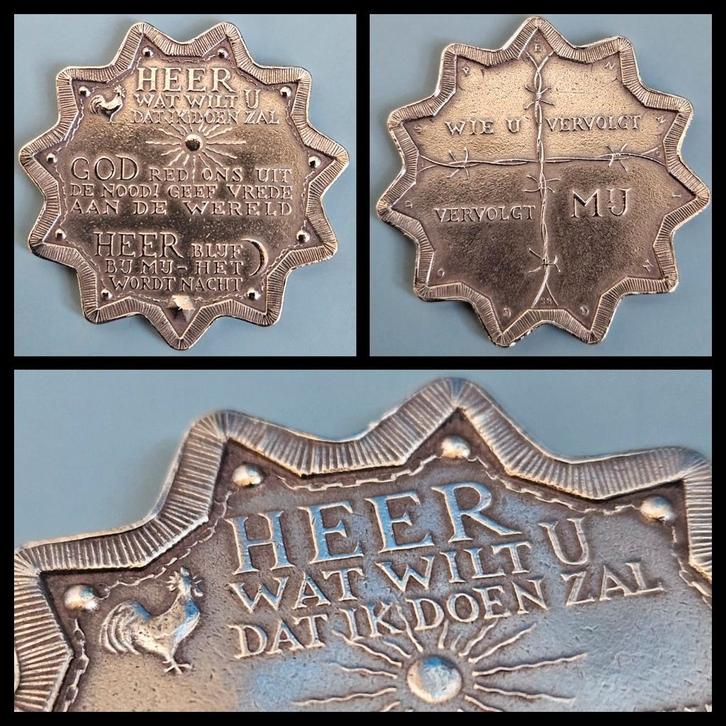 HEER
WAT WILT U
DAT IK DOEN ZAL
GOD RED ONS UIT
DE NOOD! GEEF VREDE
AAN DE WERELD
HEER BLIJF
BIJ MIJ - HET
WORDT NACHT
WIE U VERVOLGT
VERVOLGT MIJ
HEER
WAT WILT U
DAT IK DOEN ZAL